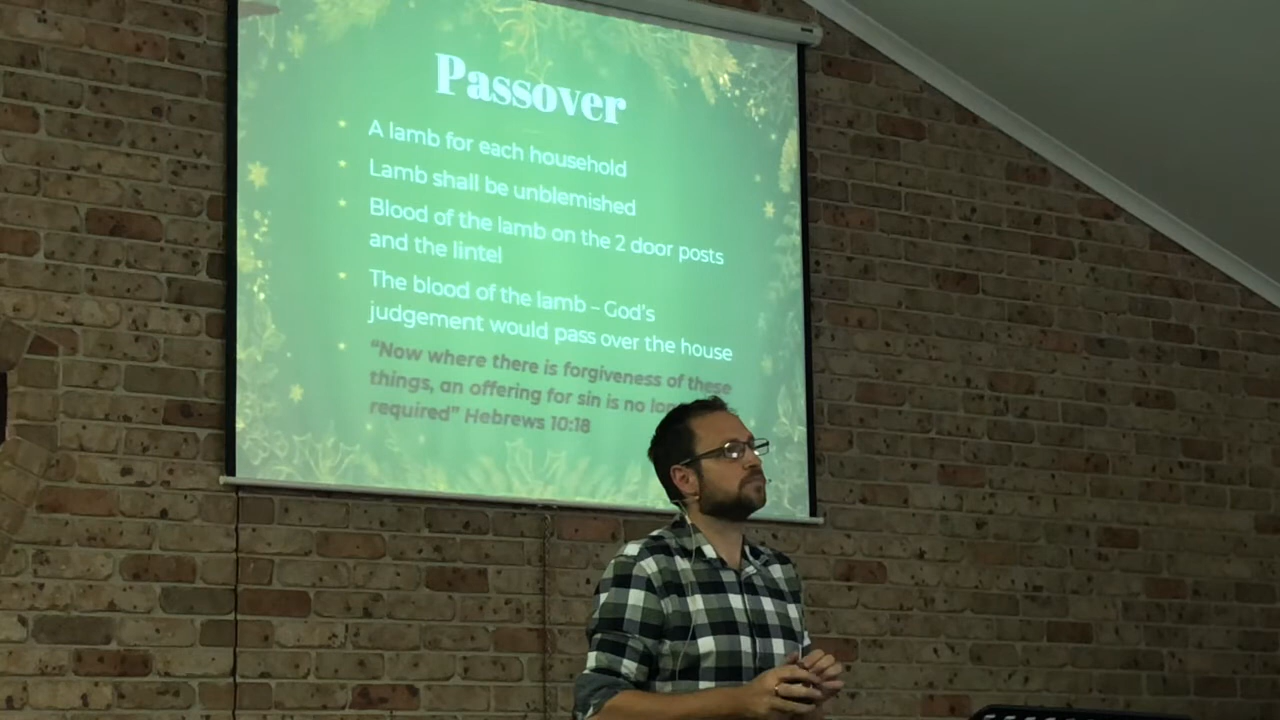 Passover
A lamb for each household
Lamb shall be unblemished
Blood of the lamb on the 2 door posts
and the lintel
The blood of the lamb – God's
judgement would pass over the house
“Now where there is forgiveness of these
things, an offering for sin is no
required” Hebrews 10:18